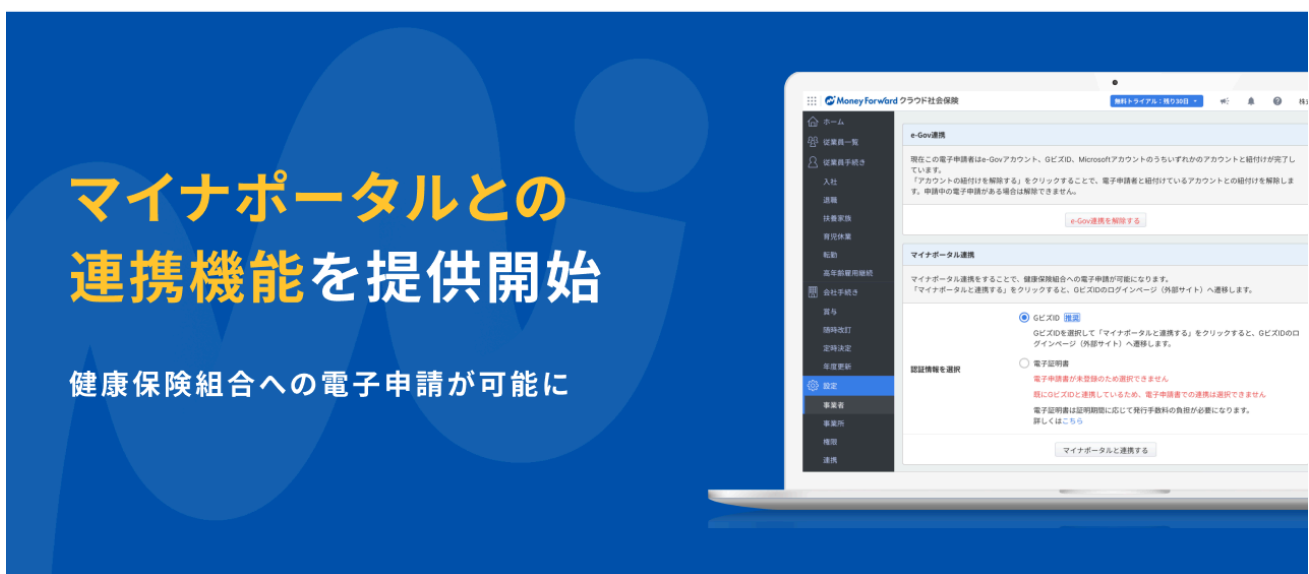 マイナポータルとの
連携機能を提供開始
健康保険組合への電子申請が可能に
Money Forward クラウド社会保険
無料トライアル：残り30日
ホーム
従業員一覧
従業員手続き
入社
退職
扶養家族
育児休業
転勤
高年齢雇用継続
会社手続き
賞与
随時改訂
定時決定
年度更新
設定
事業者
事業所
権限
連携
e-Gov連携
現在この電子申請者はe-Govアカウント、GビズID、Microsoftアカウントのうちいずれかのアカウントと紐付けが完了し
ています。
「アカウントの紐付けを解除する」をクリックすることで、電子申請者と紐付けているアカウントとの紐付けを解除しま
す。申請中の電子申請がある場合は解除できません。
e-Gov連携を解除する
マイナポータル連携
マイナポータル連携をすることで、健康保険組合への電子申請が可能になります。
「マイナポータルと連携する」をクリックすると、GビズIDのログインページ（外部サイト）へ遷移します。
認証情報を選択
GビズID 推奨
GビズIDを選択して「マイナポータルと連携する」をクリックすると、GビズIDのロ
グインページ（外部サイト）へ遷移します。
電子証明書
電子申請書が未登録のため選択できません
既にGビズIDと連携しているため、電子申請書での連携は選択できません
電子証明書は証明期間に応じて発行手数料の負担が必要になります。
詳しくはこちら
マイナポータルと連携する